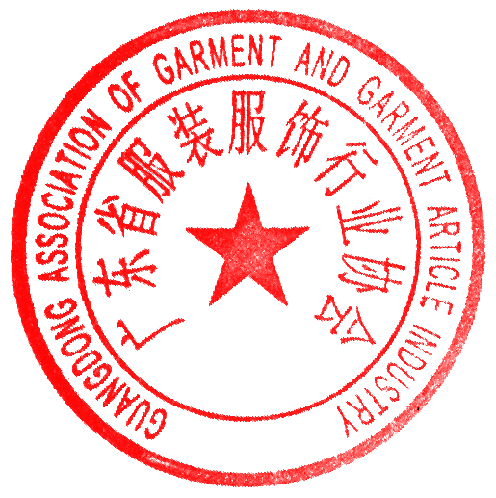 GUANGDONG ASSOCIATION OF GARMENT AND GARMENT ARTICLE INDUSTRY
广东省服装服饰行业协会